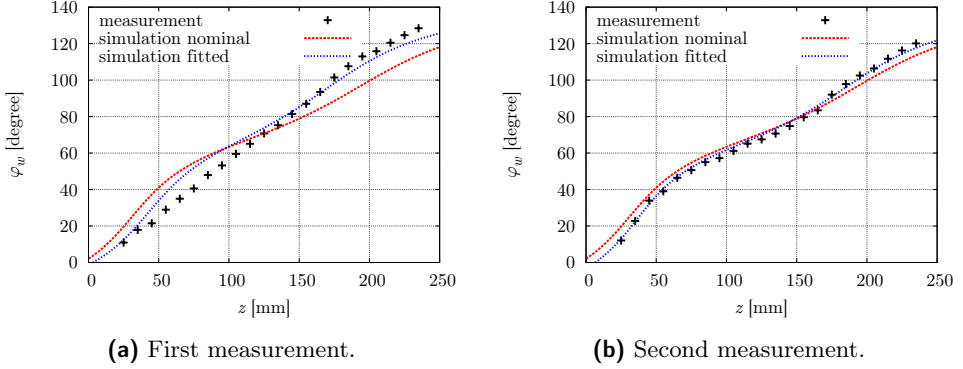 140
120
100
80
60
40
20
0
φw [degree]
measurement
simulation nominal
simulation fitted
0 50 100 150 200 250
z [mm]
(a) First measurement.
140
120
100
80
60
40
20
0
φw [degree]
measurement
simulation nominal
simulation fitted
0 50 100 150 200 250
z [mm]
(b) Second measurement.